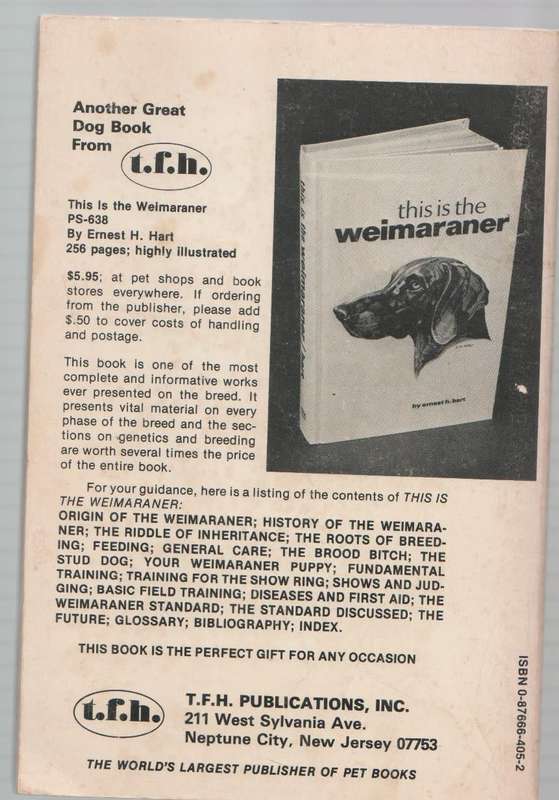 Another Great
Dog Book
From t.f.h.
This Is the Weimaraner
PS-638
By Ernest H. Hart
256 pages; highly illustrated
$5.95; at pet shops and book
stores everywhere. If ordering
from the publisher, please add
$.50 to cover costs of handling
and postage.
This book is one of the most
complete and informative works
ever presented on the breed. It
presents vital material on every
phase of the breed and the sec-
tions on genetics and breeding
are worth several times the price
of the entire book.
this is the weimaraner
this is the
weimaraner
by ernest h. hart
For your guidance, here is a listing of the contents of THIS IS
THE WEIMARANER:
ORIGIN OF THE WEIMARANER; HISTORY OF THE WEIMARA-
NER; THE RIDDLE OF INHERITANCE; THE ROOTS OF BREED-
ING; FEEDING; GENERAL CARE; THE BROOD BITCH; THE
STUD DOG; YOUR WEIMARANER PUPPY; FUNDAMENTAL
TRAINING; TRAINING FOR THE SHOW RING; SHOWS AND JUD-
GING; BASIC FIELD TRAINING; DISEASES AND FIRST AID; THE
WEIMARANER STANDARD; THE STANDARD DISCUSSED; THE
FUTURE; GLOSSARY; BIBLIOGRAPHY; INDEX.
THIS BOOK IS THE PERFECT GIFT FOR ANY OCCASION
t.f.h.
T.F.H. PUBLICATIONS, INC.
211 West Sylvania Ave.
Neptune City, New Jersey 07753
THE WORLD'S LARGEST PUBLISHER OF PET BOOKS
ISBN 0-87666-405-2